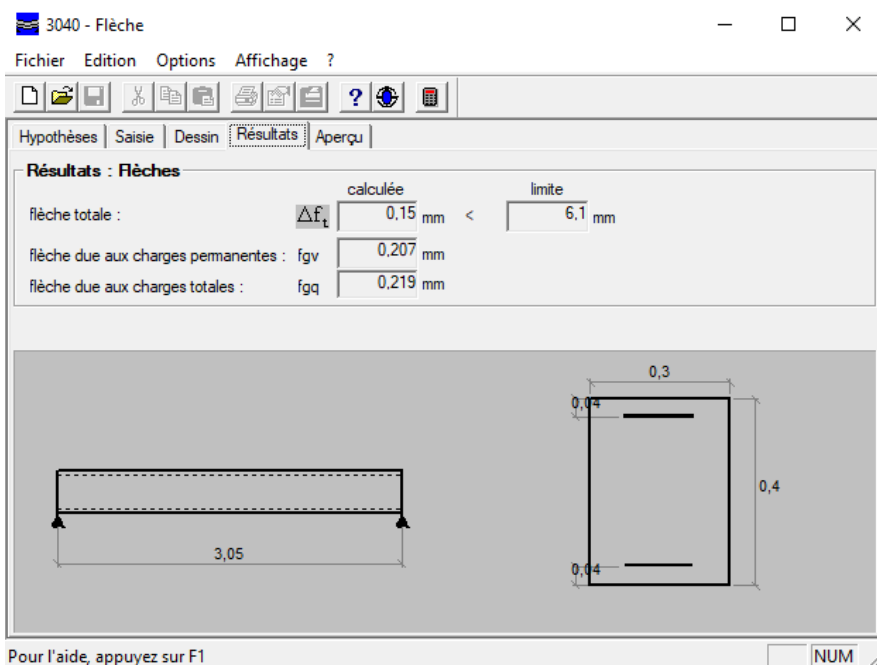 3040 - Flèche
Fichier Edition Options Affichage ?
Hypothèses Saisie Dessin Résultats Aperçu
Résultats : Flèches
calculée limite
flèche totale : Δft 0,15 mm < 6,1 mm
flèche due aux charges permanentes : fgv 0,207 mm
flèche due aux charges totales : fgq 0,219 mm
0,3
0,04
0,4
3,05
0,04
Pour l'aide, appuyez sur F1 NUM